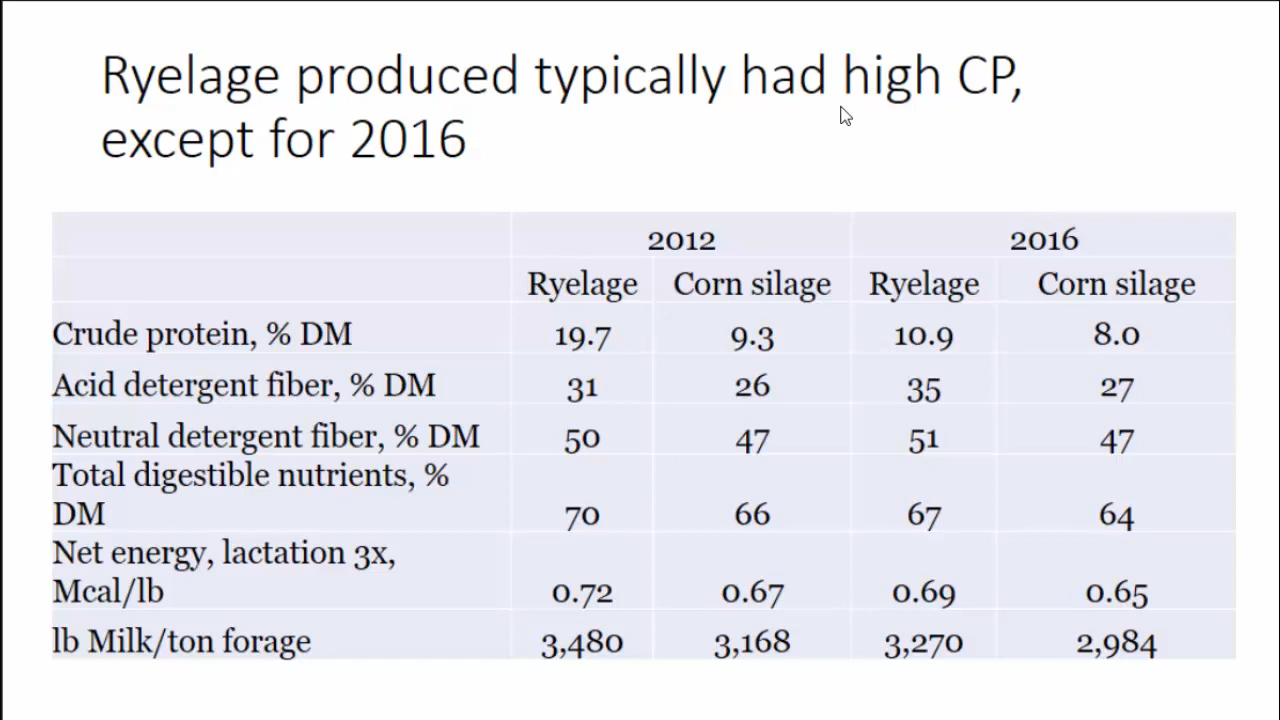 Ryelage produced typically had high CP,
except for 2016
2012 2016
Ryelage Corn silage Ryelage Corn silage
Crude protein, % DM 19.7 9.3 10.9 8.0
Acid detergent fiber, % DM 31 26 35 27
Neutral detergent fiber, % DM 50 47 51 47
Total digestible nutrients, %
DM 70 66 67 64
Net energy, lactation 3x,
Mcal/lb 0.72 0.67 0.69 0.65
lb Milk/ton forage 3,480 3,168 3,270 2,984